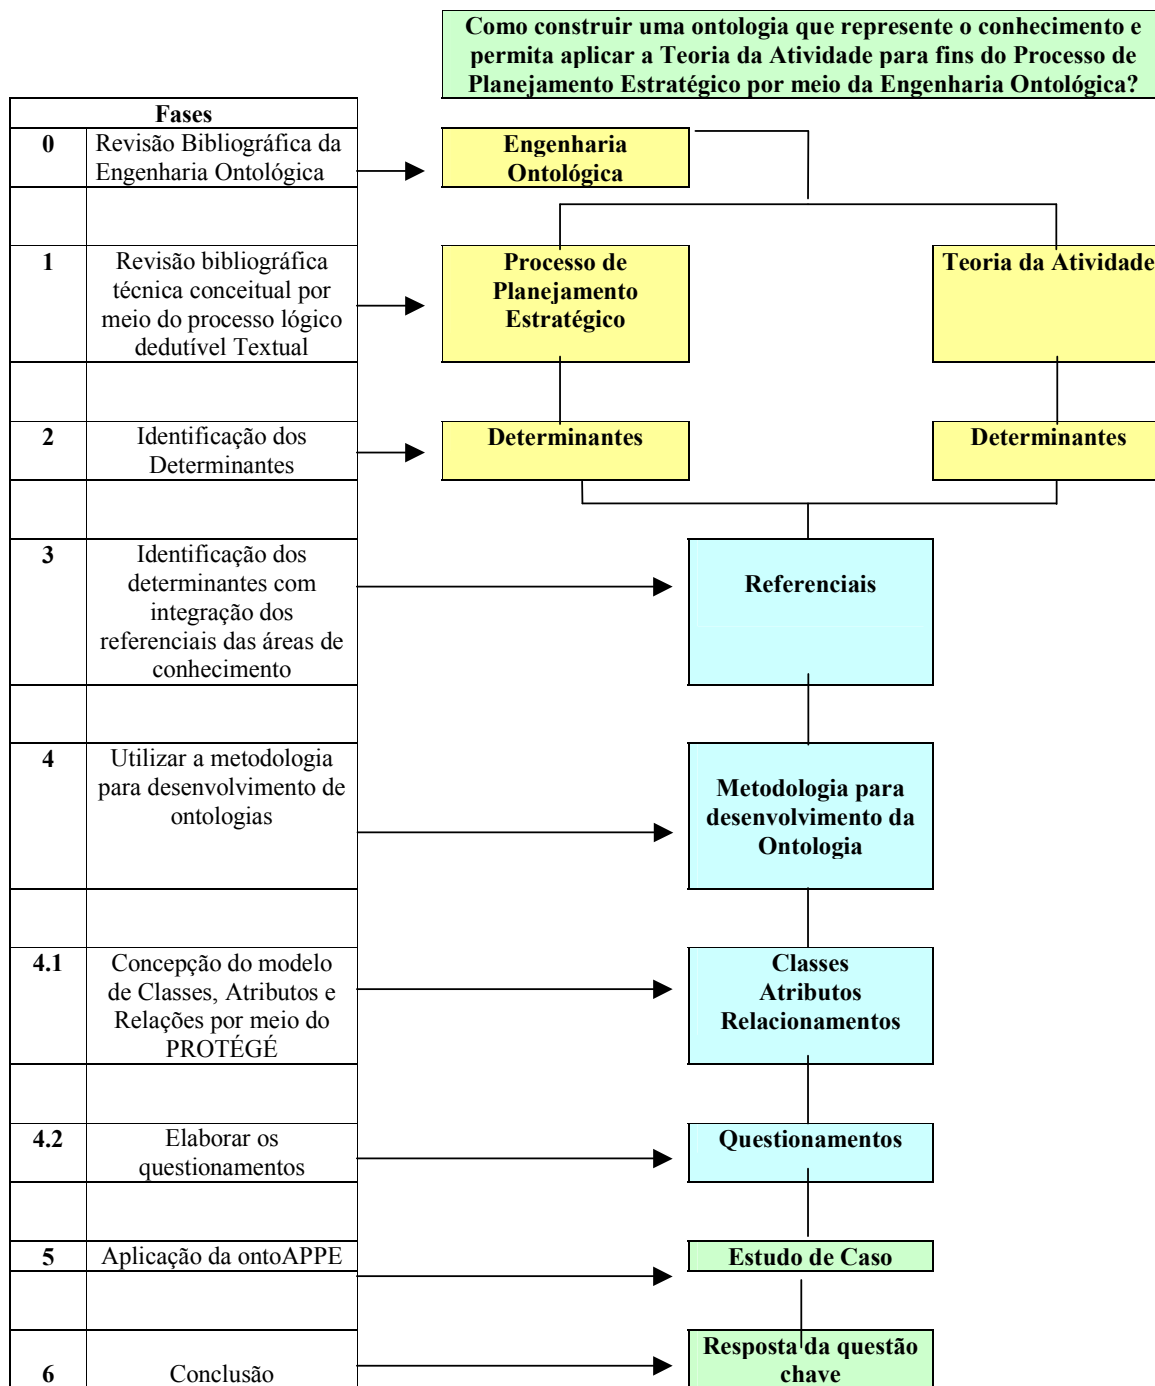 Como construir uma ontologia que represente o conhecimento e
permita aplicar a Teoria da Atividade para fins do Processo de
Planejamento Estratégico por meio da Engenharia Ontológica?
Fases
0
Revisão Bibliográfica da
Engenharia Ontológica
Engenharia
Ontológica
1
Revisão bibliográfica
técnica conceitual por
meio do processo lógico
dedutível Textual
Processo de
Planejamento
Estratégico
Teoria da Atividade
2
Identificação dos
Determinantes
Determinantes
Determinantes
3
Identificação dos
determinantes com
integração dos
referenciais das áreas de
conhecimento
Referenciais
4
Utilizar a metodologia
para desenvolvimento de
ontologias
Metodologia para
desenvolvimento da
Ontologia
4.1
Concepção do modelo
de Classes, Atributos e
Relações por meio do
PROTÉGÉ
Classes
Atributos
Relacionamentos
4.2
Elaborar os
questionamentos
Questionamentos
5
Aplicação da ontoAPPE
Estudo de Caso
6
Conclusão
Resposta da questão
chave